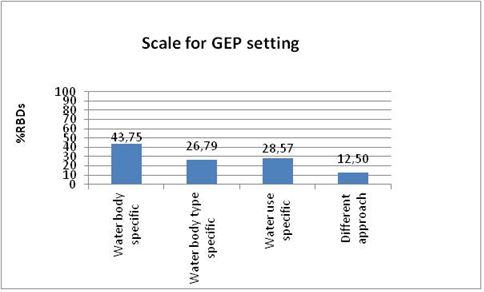 Scale for GEP setting
%RBDs
100
90
80
70
60
50
40
30
20
10
0
43,75
26,79
28,57
12,50
Water body
specific
Water body type
specific
Water use
specific
Different
approach